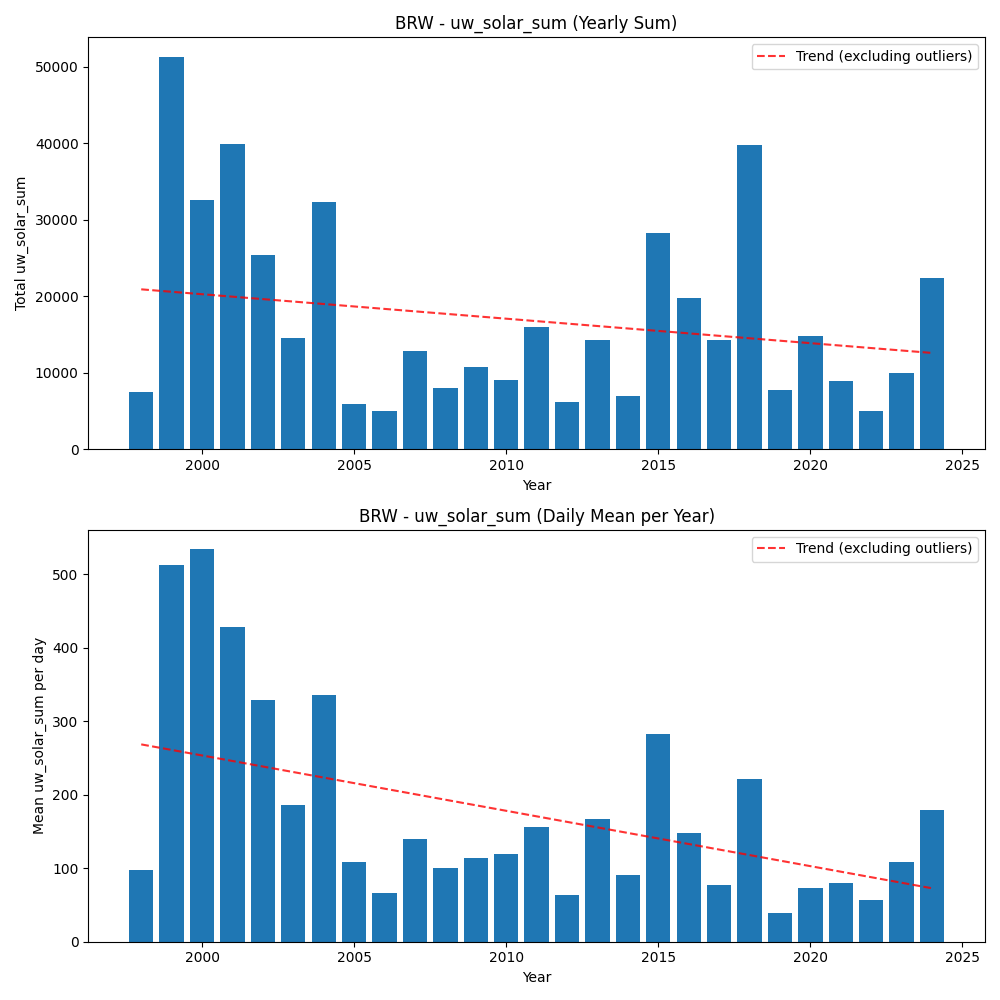 BRW - uw_solar_sum (Yearly Sum)
Trend (excluding outliers)
50000
40000
30000
20000
10000
0
Total uw_solar_sum
2000 2005 2010 2015 2020 2025
Year
BRW - uw_solar_sum (Daily Mean per Year)
Trend (excluding outliers)
500
400
300
200
100
0
Mean uw_solar_sum per day
2000 2005 2010 2015 2020 2025
Year